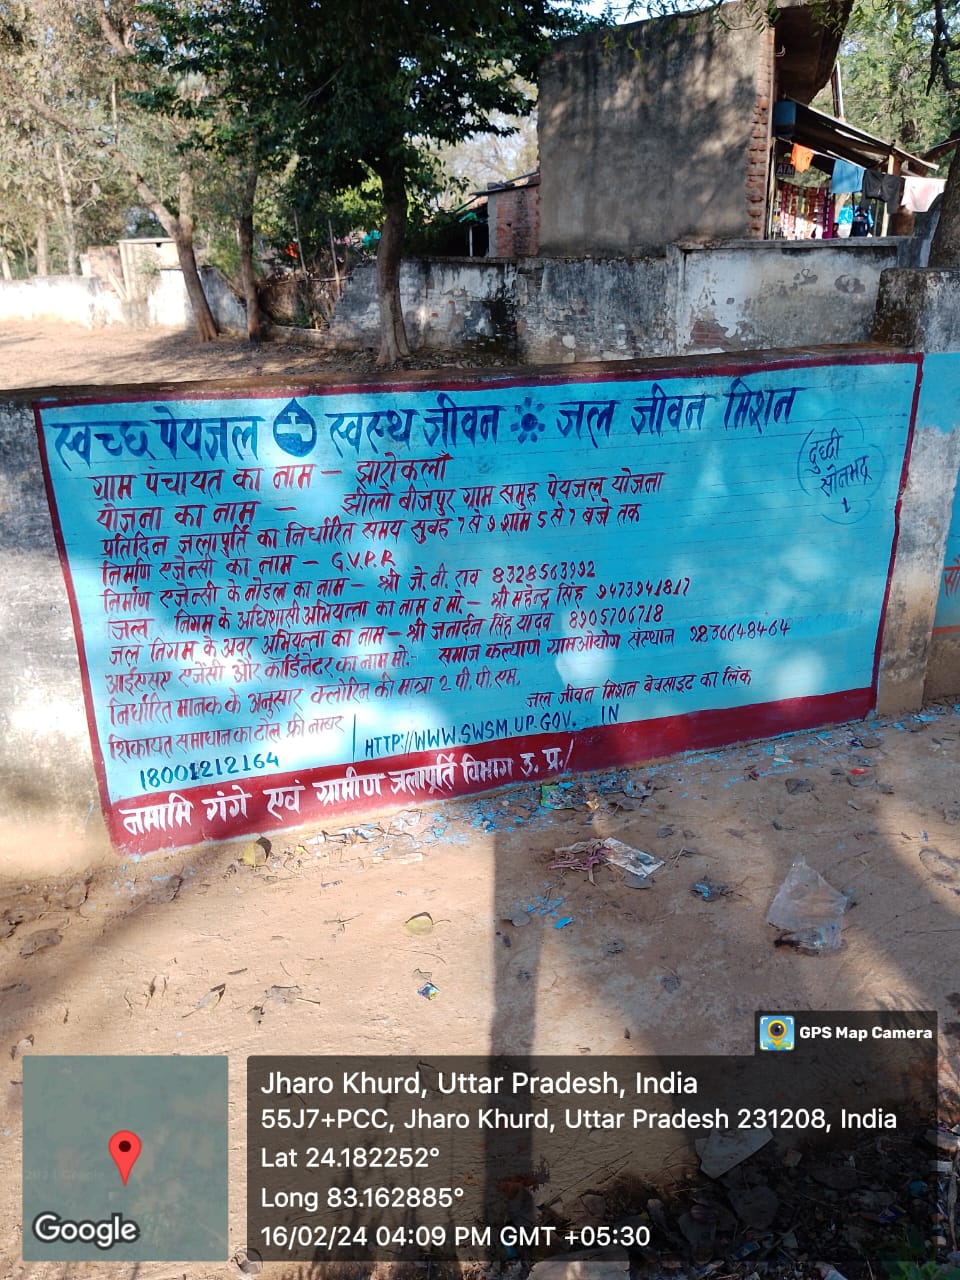 स्वच्छ पेयजल स्वस्थ जीवन जल जीवन मिशन
दुद्धी
सोनभद्र
1
ग्राम पंचायत का नाम – झारोकलाँ
योजना का नाम – झीलो बीजपुर ग्राम समुह पेयजल योजना
प्रतिदिन जलापूर्ति का निर्धारित समय सुबह 7 से 9 शाम 5 से 7 बजे तक
निर्माण एजेन्सी का नाम – G.V.P.R
निर्माण एजेन्सी के नोडल का नाम – श्री जे. वी. राव 8328563992
जल निगम के अधिशासी अभियन्ता का नाम व मो. – श्री महेन्द्र सिंह 9473941817
जल निगम के अवर अभियन्ता का नाम – श्री जनार्दन सिंह यादव 8905706718
आईएसए एजेंसी और कॉर्डिनेटर का नाम मो. – समाज कल्याण ग्रामओद्योग संस्थान 9836648464
निर्धारित मानक के अनुसार क्लोरिन की मात्रा 2 पी. पी. एम.
जल जीवन मिशन बेवसाइट का लिंक
शिकायत समाधान का टोल फ्री नम्बर
HTTP://WWW.SWSM.UP.GOV. IN
18001212164
नमामि गंगे एवं ग्रामीण जलापूर्ति विभाग उ. प्र./
GPS Map Camera
Jharo Khurd, Uttar Pradesh, India
55J7+PCC, Jharo Khurd, Uttar Pradesh 231208, India
Lat 24.182252°
Long 83.162885°
16/02/24 04:09 PM GMT +05:30
Google